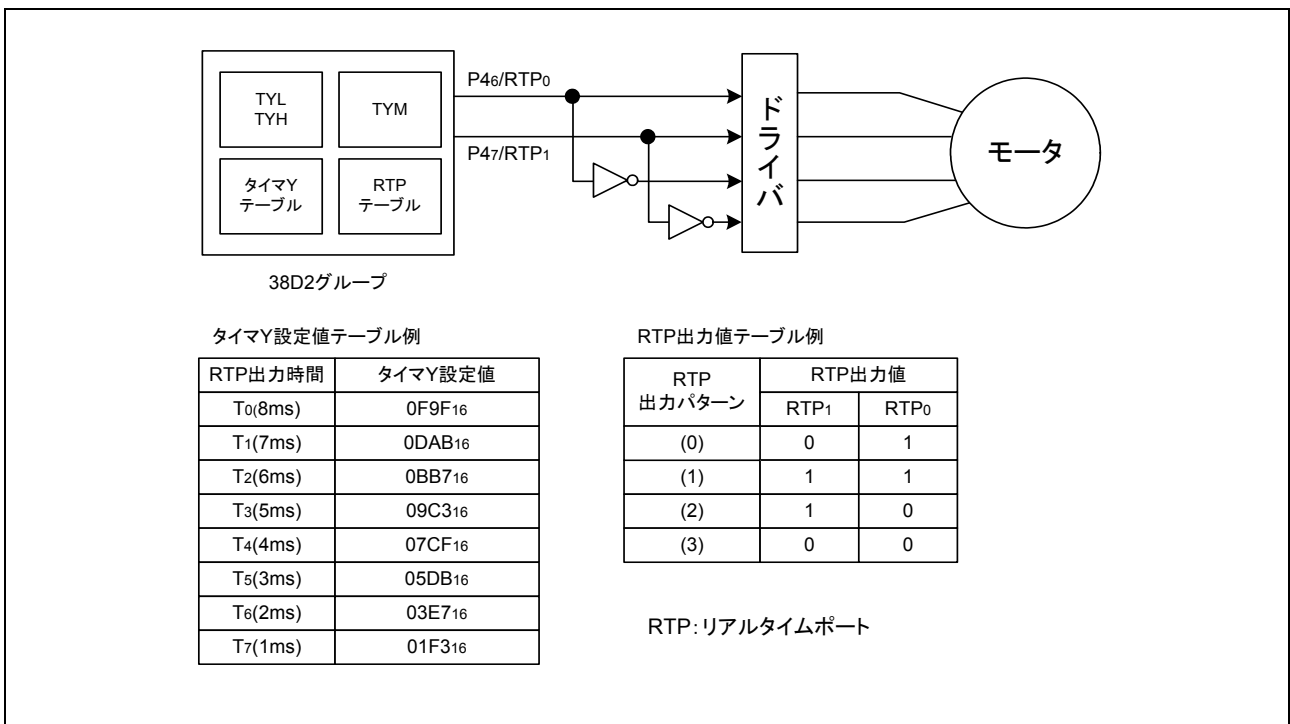 TYL
TYH
TYM
タイマY
テーブル
RTP
テーブル
38D2グループ
P46/RTP0
P47/RTP1
ドライバ
モータ
タイマY設定値テーブル例
RTP出力時間 タイマY設定値
T0(8ms) 0F9F16
T1(7ms) 0DAB16
T2(6ms) 0BB716
T3(5ms) 09C316
T4(4ms) 07CF16
T5(3ms) 05DB16
T6(2ms) 03E716
T7(1ms) 01F316
RTP出力値テーブル例
RTP
出力パターン
RTP出力値
RTP1 RTP0
(0) 0 1
(1) 1 1
(2) 1 0
(3) 0 0
RTP：リアルタイムポート